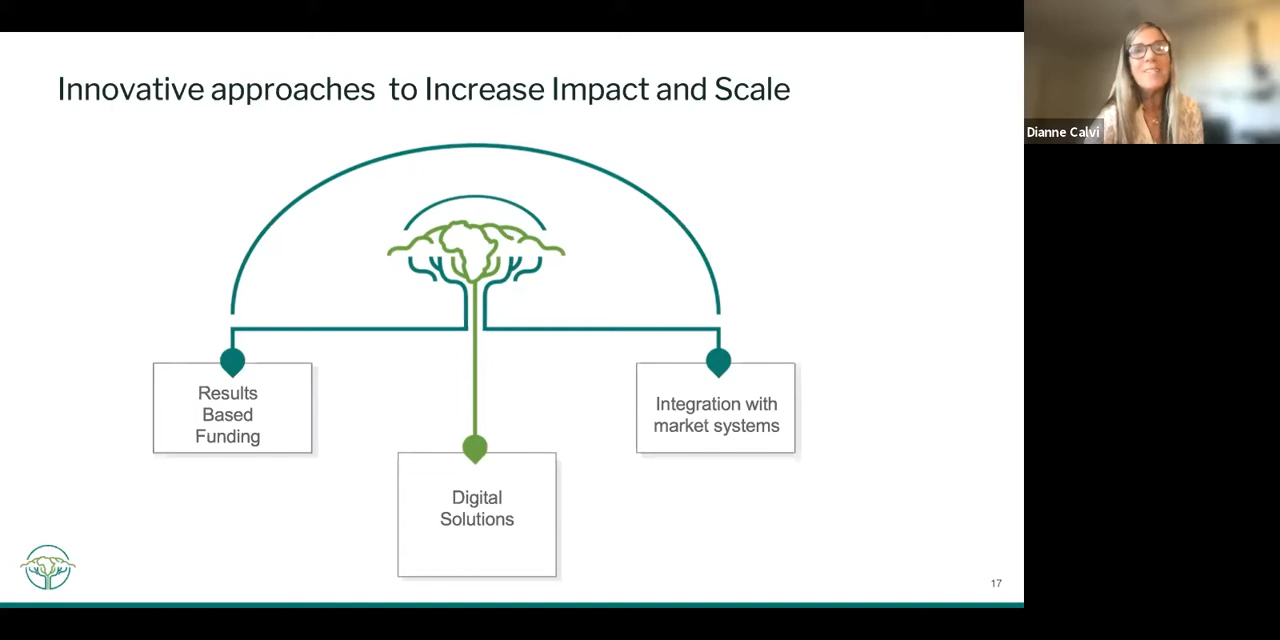 Innovative approaches to Increase Impact and Scale
Dianne Calvi
Results
Based
Funding
Integration with
market systems
Digital
Solutions
17